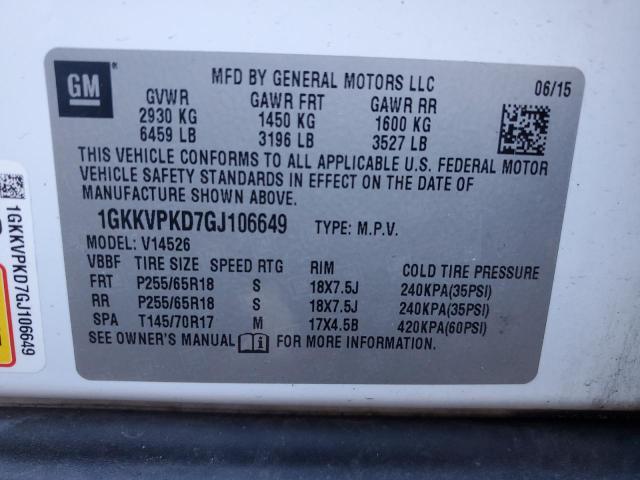 GM
MFD BY GENERAL MOTORS LLC
06/15
GVWR GAWR FRT GAWR RR
2930 KG 1450 KG 1600 KG
6459 LB 3196 LB 3527 LB
THIS VEHICLE CONFORMS TO ALL APPLICABLE U.S. FEDERAL MOTOR
VEHICLE SAFETY STANDARDS IN EFFECT ON THE DATE OF
MANUFACTURE SHOWN ABOVE.
1GKKVPKD7GJ106649 TYPE: M.P.V.
MODEL: V14526
VBBF TIRE SIZE SPEED RTG RIM COLD TIRE PRESSURE
FRT P255/65R18 S 18X7.5J 240KPA(35PSI)
RR P255/65R18 S 18X7.5J 240KPA(35PSI)
SPA T145/70R17 M 17X4.5B 420KPA(60PSI)
SEE OWNER'S MANUAL FOR MORE INFORMATION.
1GKKVPKD7GJ106649